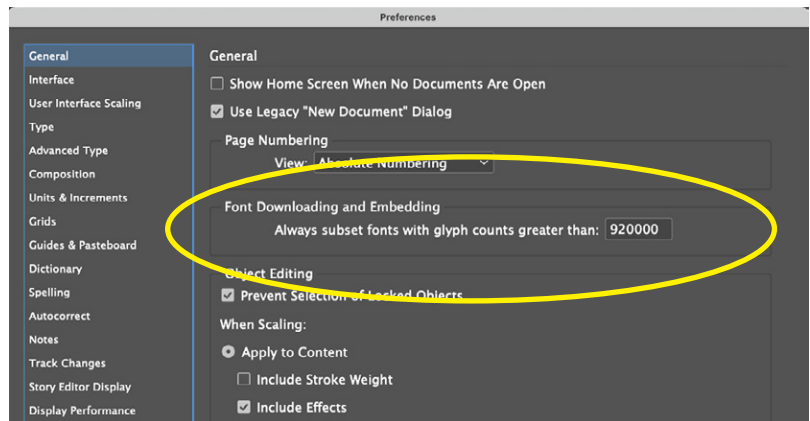 Preferences
General
Interface
User Interface Scaling
Type
Advanced Type
Composition
Units & Increments
Grids
Guides & Pasteboard
Dictionary
Spelling
Autocorrect
Notes
Track Changes
Story Editor Display
Display Performance
General
Show Home Screen When No Documents Are Open
Use Legacy "New Document" Dialog
Page Numbering
View: Absolute Numbering
Font Downloading and Embedding
Always subset fonts with glyph counts greater than: 920000
Object Editing
Prevent Selection of Locked Objects
When Scaling:
Apply to Content
Include Stroke Weight
Include Effects